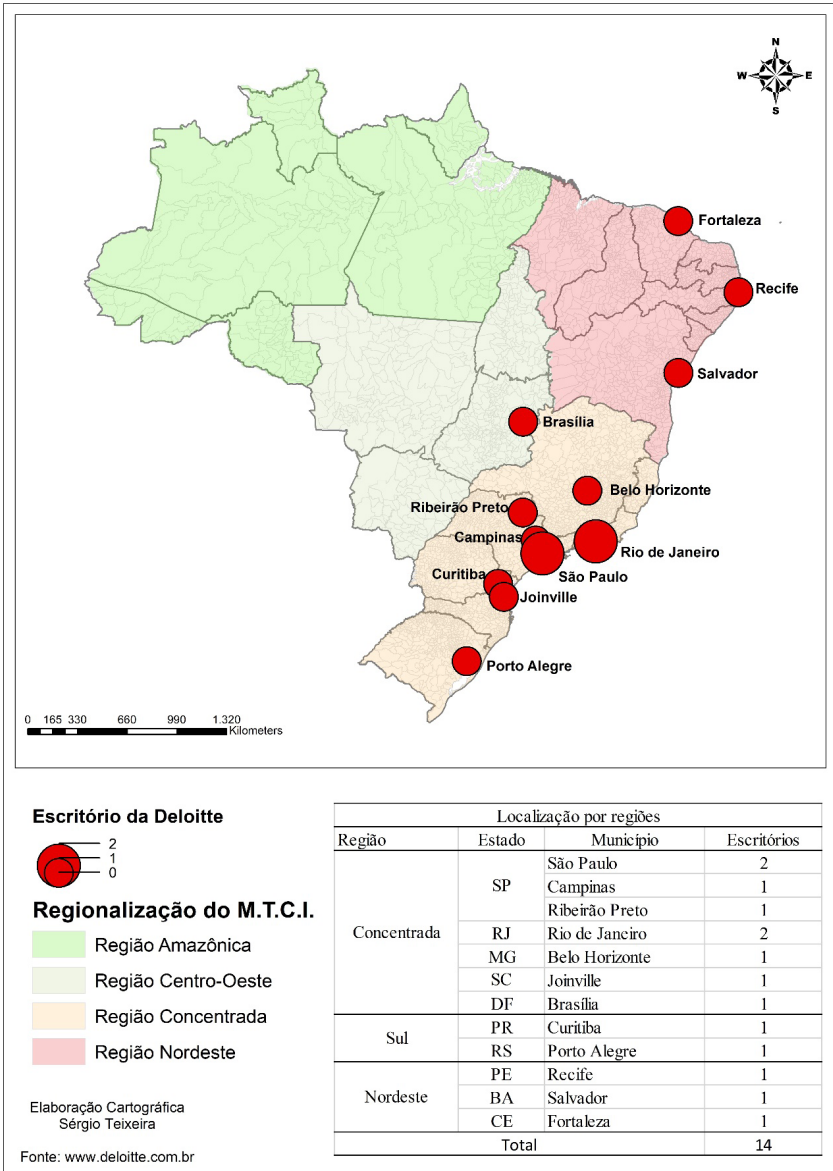 N
W E
S
Fortaleza
Recife
Salvador
Brasília
Belo Horizonte
Ribeirão Preto
Campinas
Rio de Janeiro
São Paulo
Curitiba
Joinville
Porto Alegre
0 165 330 660 990 1.320
Kilometers
Escritório da Deloitte
2
1
0
Regionalização do M.T.C.I.
Região Amazônica
Região Centro-Oeste
Região Concentrada
Região Nordeste
Elaboração Cartográfica
Sérgio Teixeira
Fonte: www.deloitte.com.br
Localização por regiões
Região Estado Município Escritórios
Concentrada SP São Paulo 2
Campinas 1
Ribeirão Preto 1
RJ Rio de Janeiro 2
MG Belo Horizonte 1
SC Joinville 1
DF Brasília 1
Sul PR Curitiba 1
RS Porto Alegre 1
Nordeste PE Recife 1
BA Salvador 1
CE Fortaleza 1
Total 14